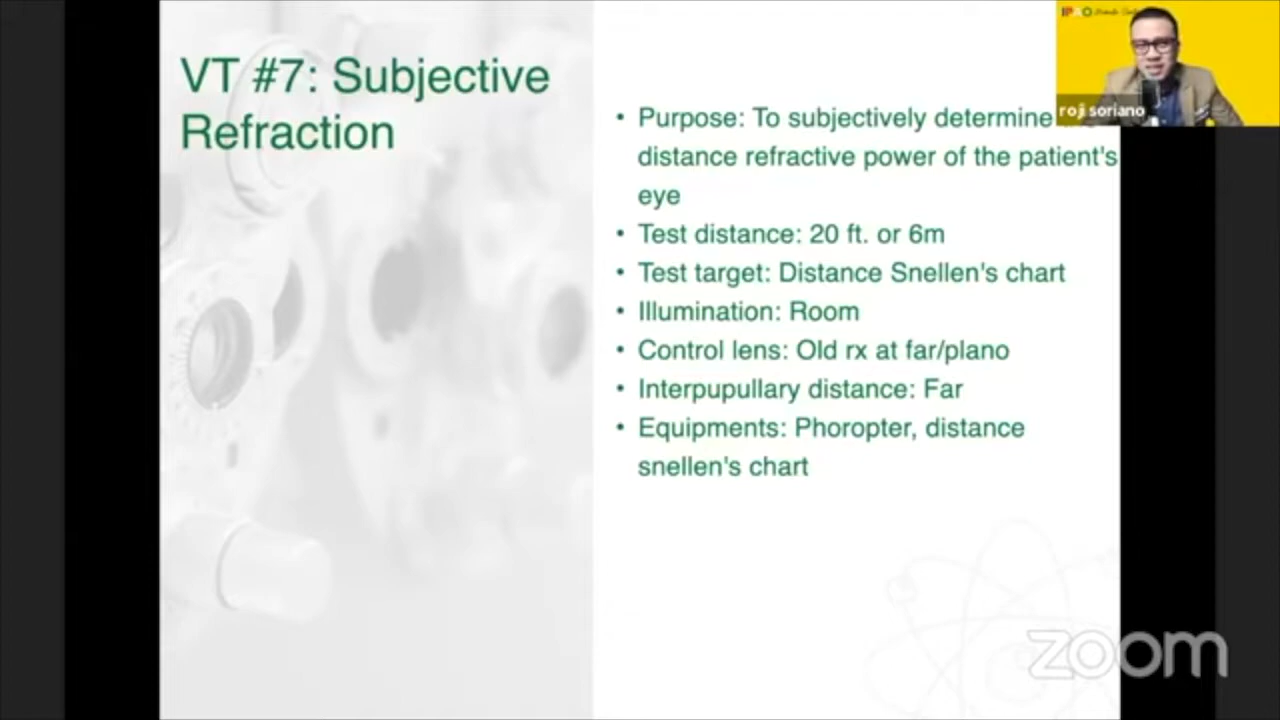 VT #7: Subjective
Refraction
• Purpose: To subjectively determine
distance refractive power of the patient's
eye
• Test distance: 20 ft. or 6m
• Test target: Distance Snellen's chart
• Illumination: Room
• Control lens: Old rx at far/plano
• Interpupullary distance: Far
• Equipments: Phoropter, distance
snellen's chart
roji soriano
zoom